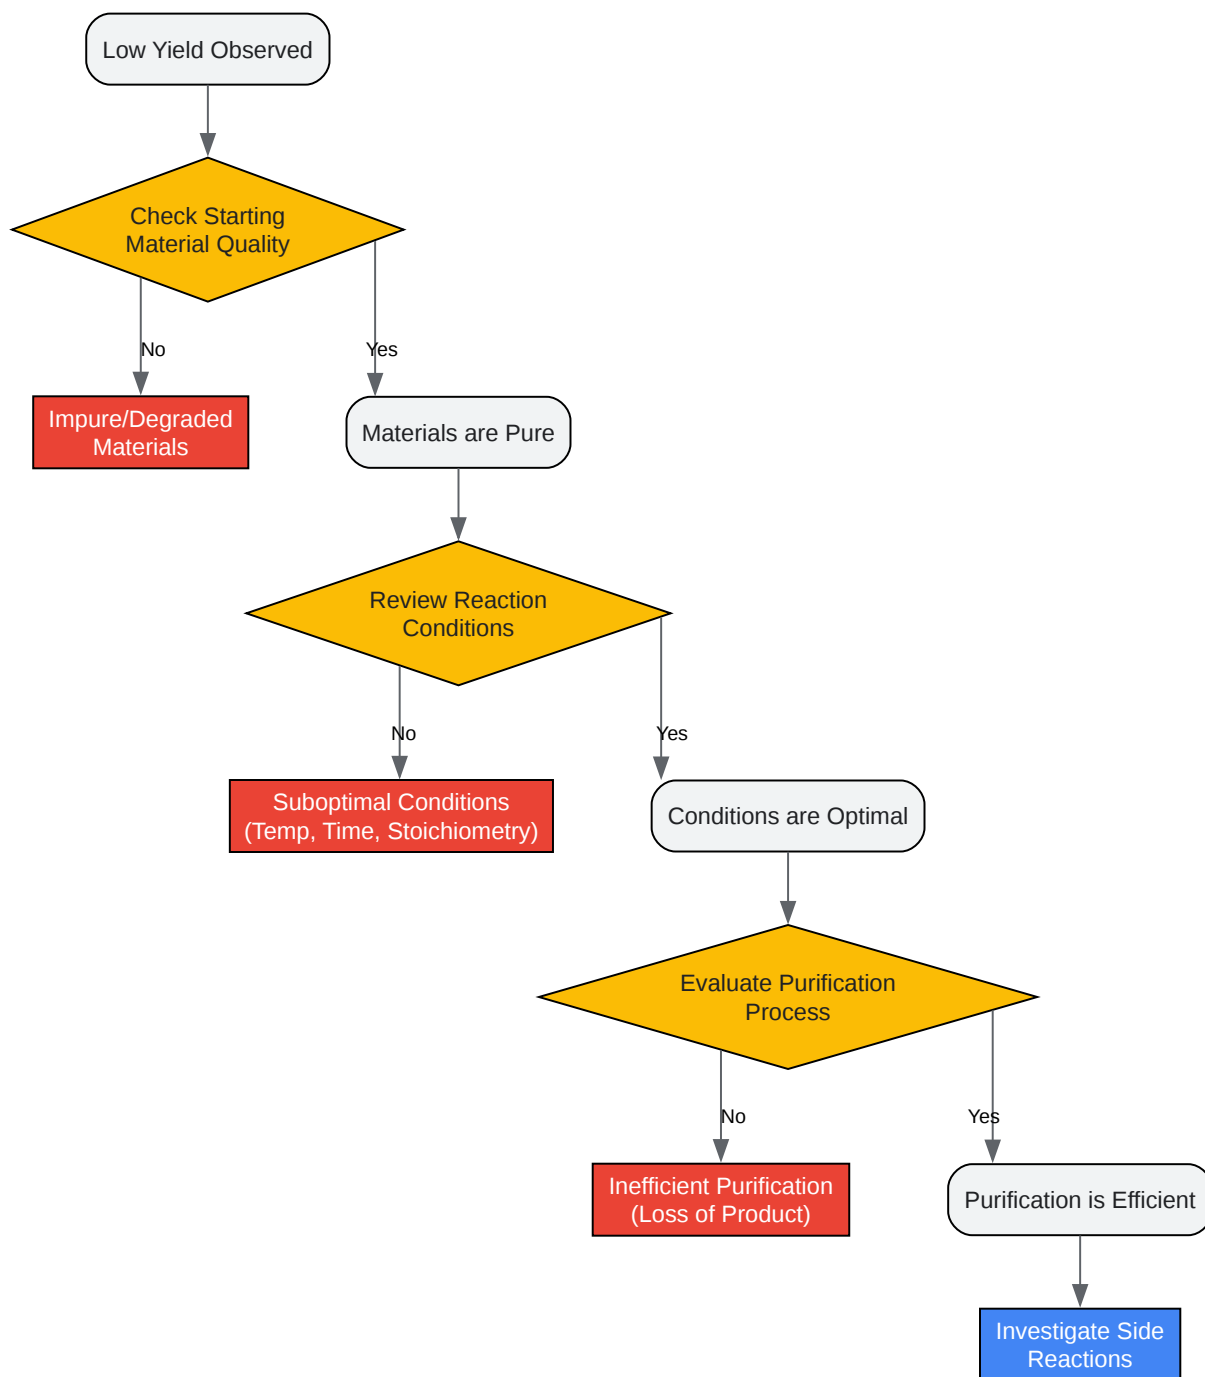 Low Yield Observed
Check Starting
Material Quality
No
Yes
Impure/Degraded
Materials
Materials are Pure
Review Reaction
Conditions
No
Yes
Suboptimal Conditions
(Temp, Time, Stoichiometry)
Conditions are Optimal
Evaluate Purification
Process
No
Yes
Inefficient Purification
(Loss of Product)
Purification is Efficient
Investigate Side
Reactions